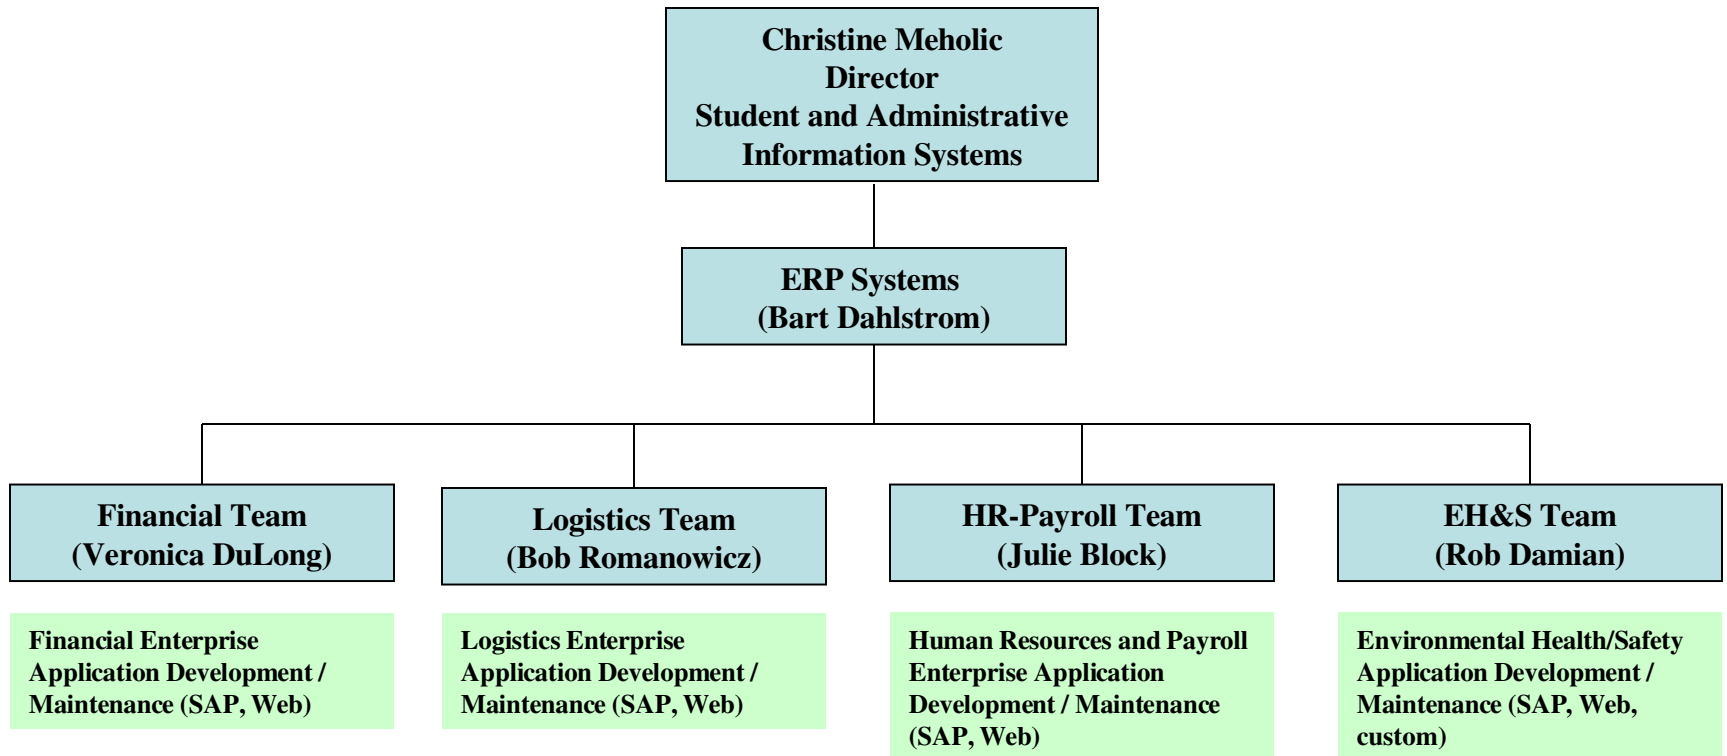 Christine Meholic
Director
Student and Administrative
Information Systems
ERP Systems
(Bart Dahlstrom)
Financial Team
(Veronica DuLong)
Logistics Team
(Bob Romanowicz)
HR-Payroll Team
(Julie Block)
EH&S Team
(Rob Damian)
Financial Enterprise
Application Development /
Maintenance (SAP, Web)
Logistics Enterprise
Application Development /
Maintenance (SAP, Web)
Human Resources and Payroll
Enterprise Application
Development / Maintenance
(SAP, Web)
Environmental Health/Safety
Application Development /
Maintenance (SAP, Web,
custom)